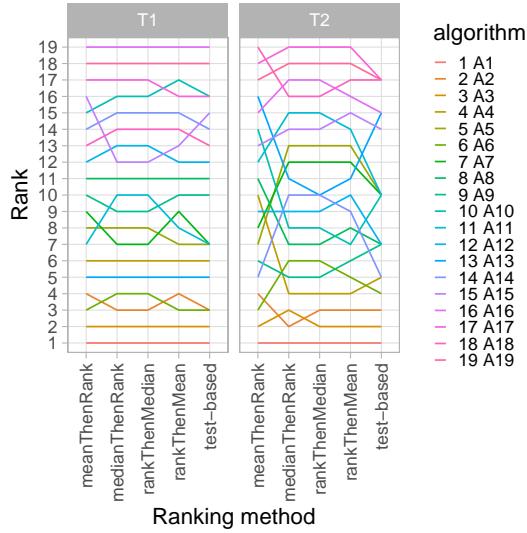 T1
T2
19
18
17
16
15
14
13
12
11
10
9
8
7
6
5
4
3
2
1
Rank
meanThenRank
medianThenRank
rankThenMedian
rankThenMean
test−based
meanThenRank
medianThenRank
rankThenMedian
rankThenMean
test−based
Ranking method
algorithm
1 A1
2 A2
3 A3
4 A4
5 A5
6 A6
7 A7
8 A8
9 A9
10 A10
11 A11
12 A12
13 A13
14 A14
15 A15
16 A16
17 A17
18 A18
19 A19